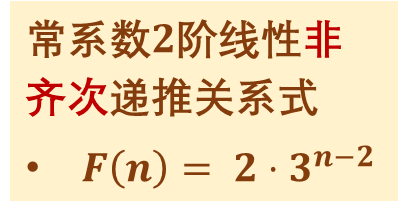 常系数2阶线性非
齐次递推关系式
• F(n) = 2 · 3^{n−2}